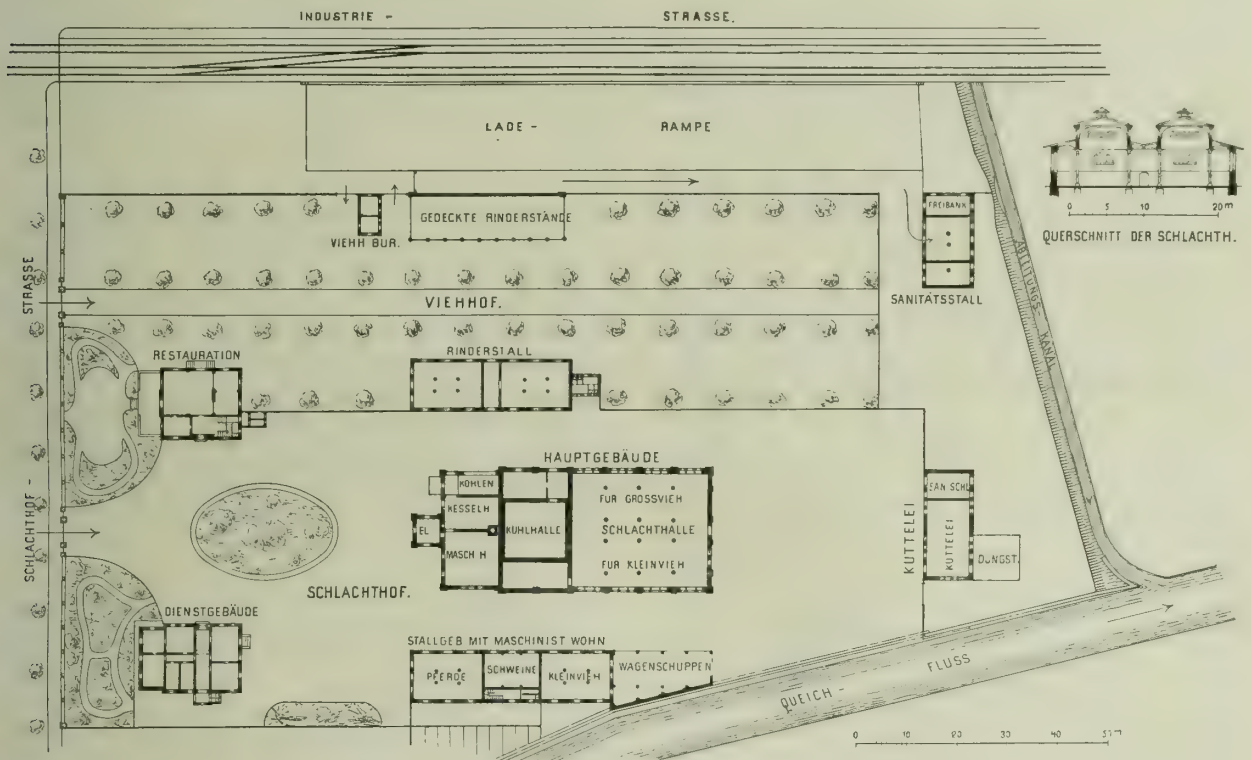 INDUSTRIE - STRASSE.
LADE - RAMPE
0 5 10 20 m
QUERSCHNITT DER SCHLACHTH.
GEDECKTE RINDERSTÄNDE
VIEHH BUR.
FREIBANK
SANITÄTSSTALL
ABLEITUNGS - KANAL
VIEHHOF.
SCHLACHTHOF - STRASSE
RESTAURATION
RINDERSTALL
HAUPTGEBÄUDE
KOHLEN
KESSELH
EL
MASCH H
KÜHLHALLE
FÜR GROSSVIEH
SCHLACHTHALLE
FÜR KLEINVIEH
SAN SCHL
KUTTELEI
KUTTELEI
DUNGST.
SCHLACHTHOF.
DIENSTGEBÄUDE
STALLGEB MIT MASCHINIST WOHN
PFERDE
SCHWEINE
KLEINVIEH
WAGENSCHUPPEN
QUEICH - FLUSS
0 10 20 30 40 50 m